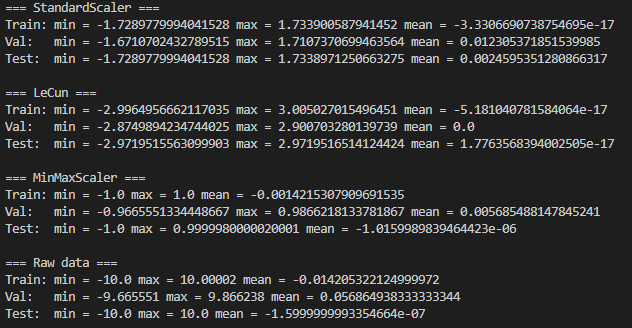 === StandardScaler ===
Train: min = -1.7289779994041528 max = 1.733900587941452 mean = -3.3306690738754695e-17
Val:   min = -1.6710702432789515 max = 1.7107370699463564 mean = 0.012305371851539985
Test:  min = -1.7289779994041528 max = 1.7338971250663275 mean = 0.0024595351280866317

=== LeCun ===
Train: min = -2.9964956662117035 max = 3.005027015496451 mean = -5.181040781584064e-17
Val:   min = -2.8749894234744025 max = 2.900703280139739 mean = 0.0
Test:  min = -2.9719515563099903 max = 2.9719516514124424 mean = 1.7763568394002505e-17

=== MinMaxScaler ===
Train: min = -1.0 max = 1.0 mean = -0.0014215307909691535
Val:   min = -0.9665551334448667 max = 0.9866218133781867 mean = 0.005685488147845241
Test:  min = -1.0 max = 0.9999980000020001 mean = -1.0159989839464423e-06

=== Raw data ===
Train: min = -10.0 max = 10.00002 mean = -0.014205322124999972
Val:   min = -9.665551 max = 9.866238 mean = 0.056864938333333344
Test:  min = -10.0 max = 10.0 mean = -1.5999999993354664e-07